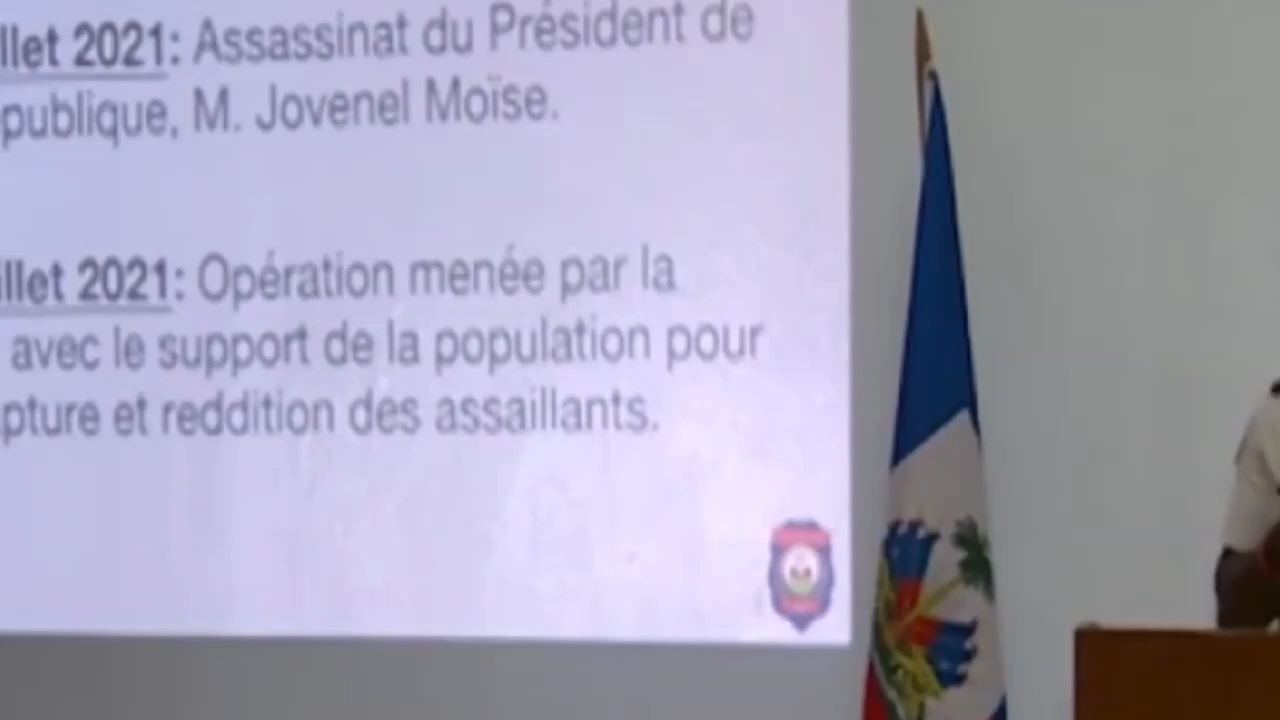 llet 2021: Assassinat du Président de
publique, M. Jovenel Moïse.
illet 2021: Opération menée par la
avec le support de la population pour
pture et reddition des assaillants.